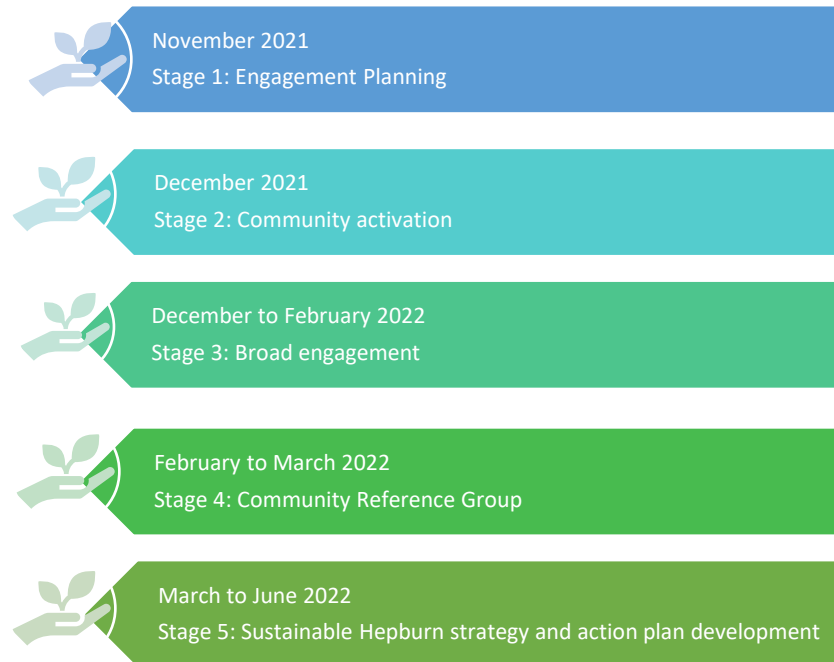 November 2021
Stage 1: Engagement Planning
December 2021
Stage 2: Community activation
December to February 2022
Stage 3: Broad engagement
February to March 2022
Stage 4: Community Reference Group
March to June 2022
Stage 5: Sustainable Hepburn strategy and action plan development